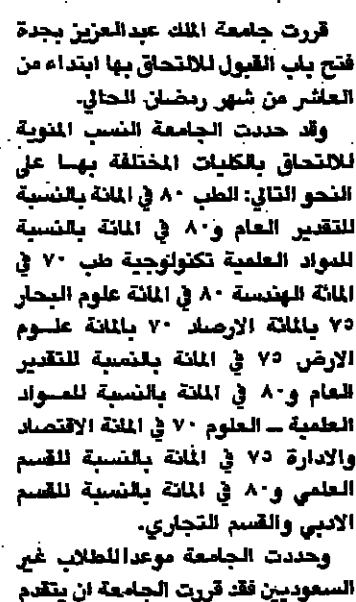 قررت جامعة الملك عبدالعزيز بجدة
فتح باب القبول للالتحاق بها ابتداء من
العاشر من شهر رمضان الحالي.
وقد حددت الجامعة النسب المئوية
للالتحاق بالكليات المختلفة بهــا على
النحو التالي: الطب ٨٠ في المائة بالنسبة
للتقدير العام و٨٠ في المائة بالنسبة
للمواد العلمية تكنولوجية طب ٧٠ في
المائة الهندسة ٨٠ في المائة علوم البحار
٧٥ بالمائة الارصاد ٧٠ بالمائة علــوم
الارض ٧٥ في المائة بالنسبة للتقدير
العام و٨٠ في المائة بالنسبة للمــواد
العلمية ــ العلوم ٧٠ في المائة الاقتصاد
والادارة ٧٥ في المائة بالنسبة للقسم
العلمي و٨٠ في المائة بالنسبة للقسم
الادبي والقسم التجاري.
وحددت الجامعة موعدا للطلاب غير
السعوديين فقد قررت الجامعة ان يتقدم